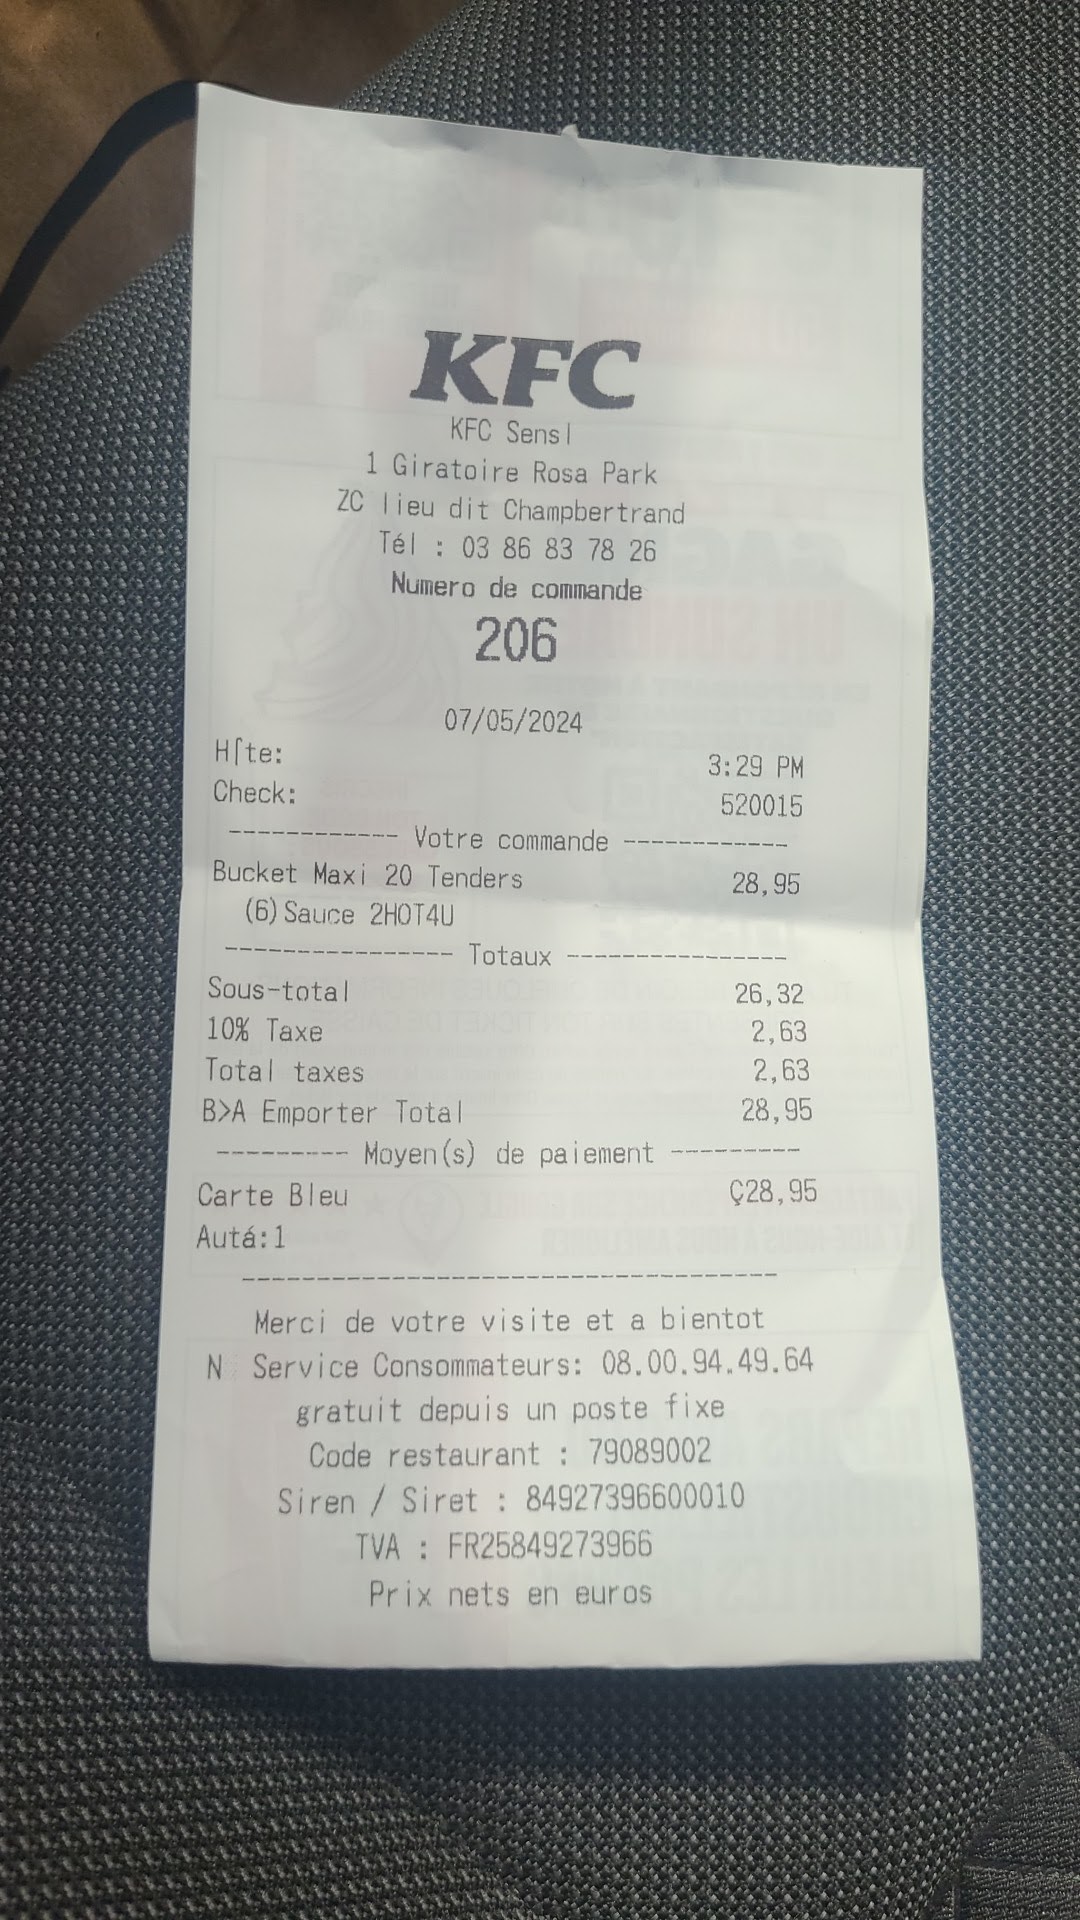 KFC
KFC Sens|
1 Giratoire Rosa Park
ZC lieu dit Champbertrand
Tél : 03 86 83 78 26
Numero de commande
206
07/05/2024
H⌠te: 3:29 PM
Check: 520015
------------ Votre commande ------------
Bucket Maxi 20 Tenders 28,95
(6) Sauce 2HOT4U
---------------- Totaux ----------------
Sous-total 26,32
10% Taxe 2,63
Total taxes 2,63
B>A Emporter Total 28,95
--------- Moyen(s) de paiement ---------
Carte Bleu Ç28,95
Autá:1
---------------------------------------
Merci de votre visite et a bientot
N Service Consommateurs: 08.00.94.49.64
gratuit depuis un poste fixe
Code restaurant : 79089002
Siren / Siret : 84927396600010
TVA : FR25849273966
Prix nets en euros